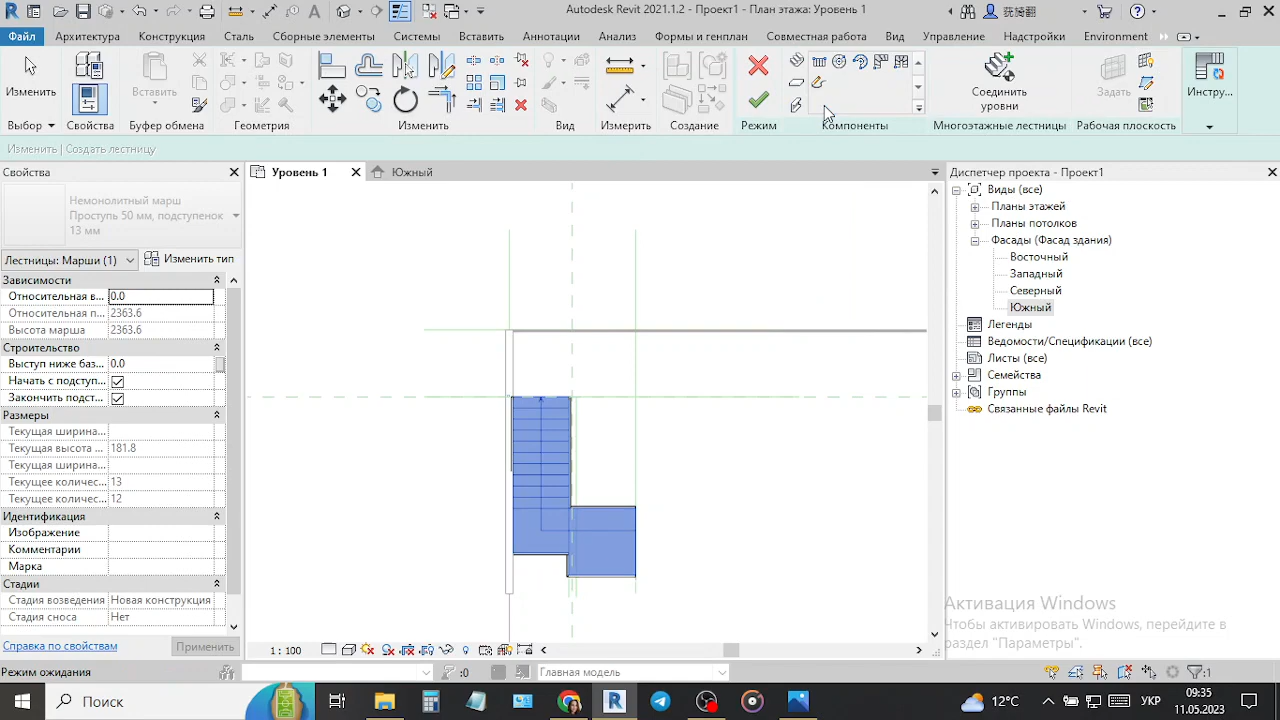 Autodesk Revit 2021.1.2 - Проект1 - План этажа: Уровень 1
Файл Архитектура Конструкция Сталь Сборные элементы Системы Вставить Аннотации Анализ Формы и генплан Совместная работа Вид Управление Надстройки Environment
Изменить Вставить Соединить уровни Задать Инстру...
Выбор Свойства Буфер обмена Геометрия Изменить Вид Измерить Создание Режим Компоненты Многоэтажные лестницы Рабочая плоскость
Изменить | Создать лестницу
Свойства
Немонолитный марш
Проступь 50 мм, подступенок
13 мм
Лестницы: Марши (1) Изменить тип
Зависимости
Относительная в... 0.0
Относительная п... 2363.6
Высота марша 2363.6
Строительство
Выступ ниже баз... 0.0
Начать с подступ...
Закончить подст...
Размеры
Текущая ширина...
Текущая высота ... 181.8
Текущая ширина...
Текущее количес... 13
Текущее количес... 12
Идентификация
Изображение
Комментарии
Марка
Стадии
Стадия возведения Новая конструкция
Стадия сноса Нет
Справка по свойствам Применить
Уровень 1 Южный
1 : 100
Диспетчер проекта - Проект1
Виды (все)
Планы этажей
Планы потолков
Фасады (Фасад здания)
Восточный
Западный
Северный
Южный
Легенды
Ведомости/Спецификации (все)
Листы (все)
Семейства
Группы
Связанные файлы Revit
Активация Windows
Чтобы активировать Windows, перейдите в
раздел "Параметры".
Режим ожидания :0 Главная модель :1
Поиск 12°C УКР 09:35
11.05.2023